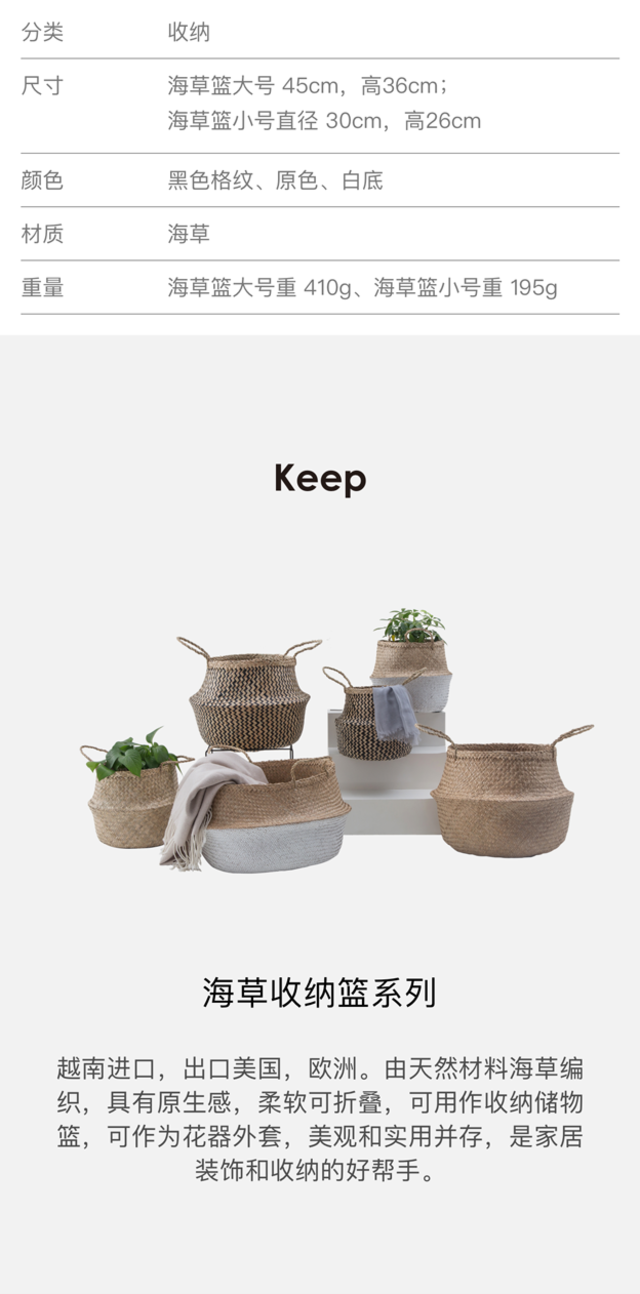 分类 收纳
尺寸 海草篮大号 45cm，高36cm；
海草篮小号直径 30cm，高26cm
颜色 黑色格纹、原色、白底
材质 海草
重量 海草篮大号重 410g、海草篮小号重 195g
Keep
海草收纳篮系列
越南进口，出口美国，欧洲。由天然材料海草编
织，具有原生感，柔软可折叠，可用作收纳储物
篮，可作为花器外套，美观和实用并存，是家居
装饰和收纳的好帮手。